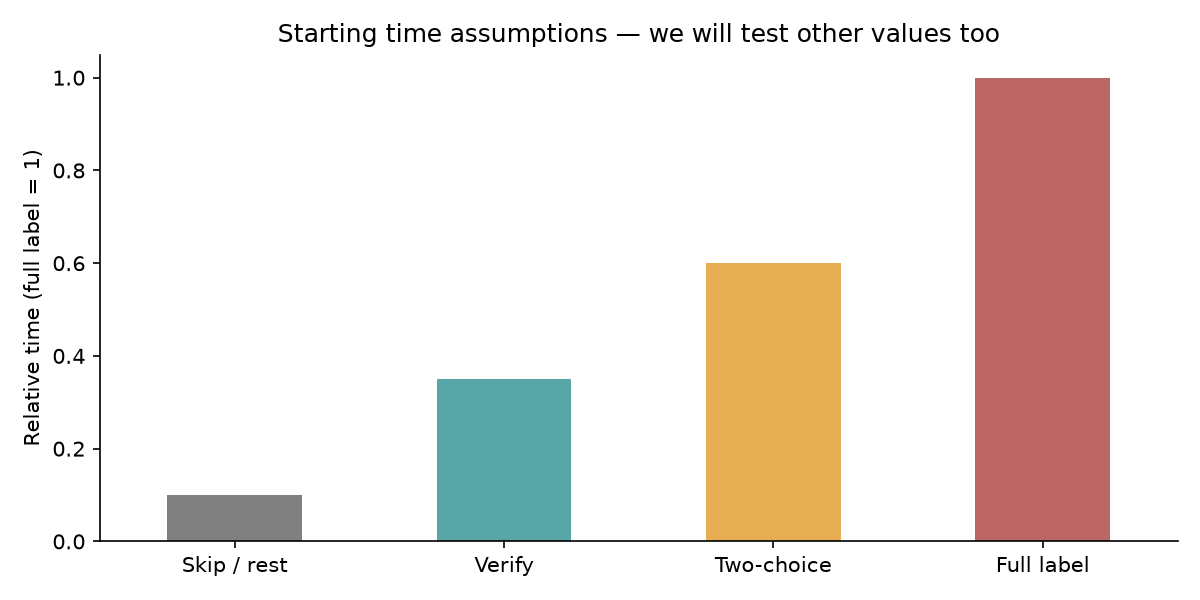 Starting time assumptions — we will test other values too
Relative time (full label = 1)
1.0
0.8
0.6
0.4
0.2
0.0
Skip / rest
Verify
Two-choice
Full label